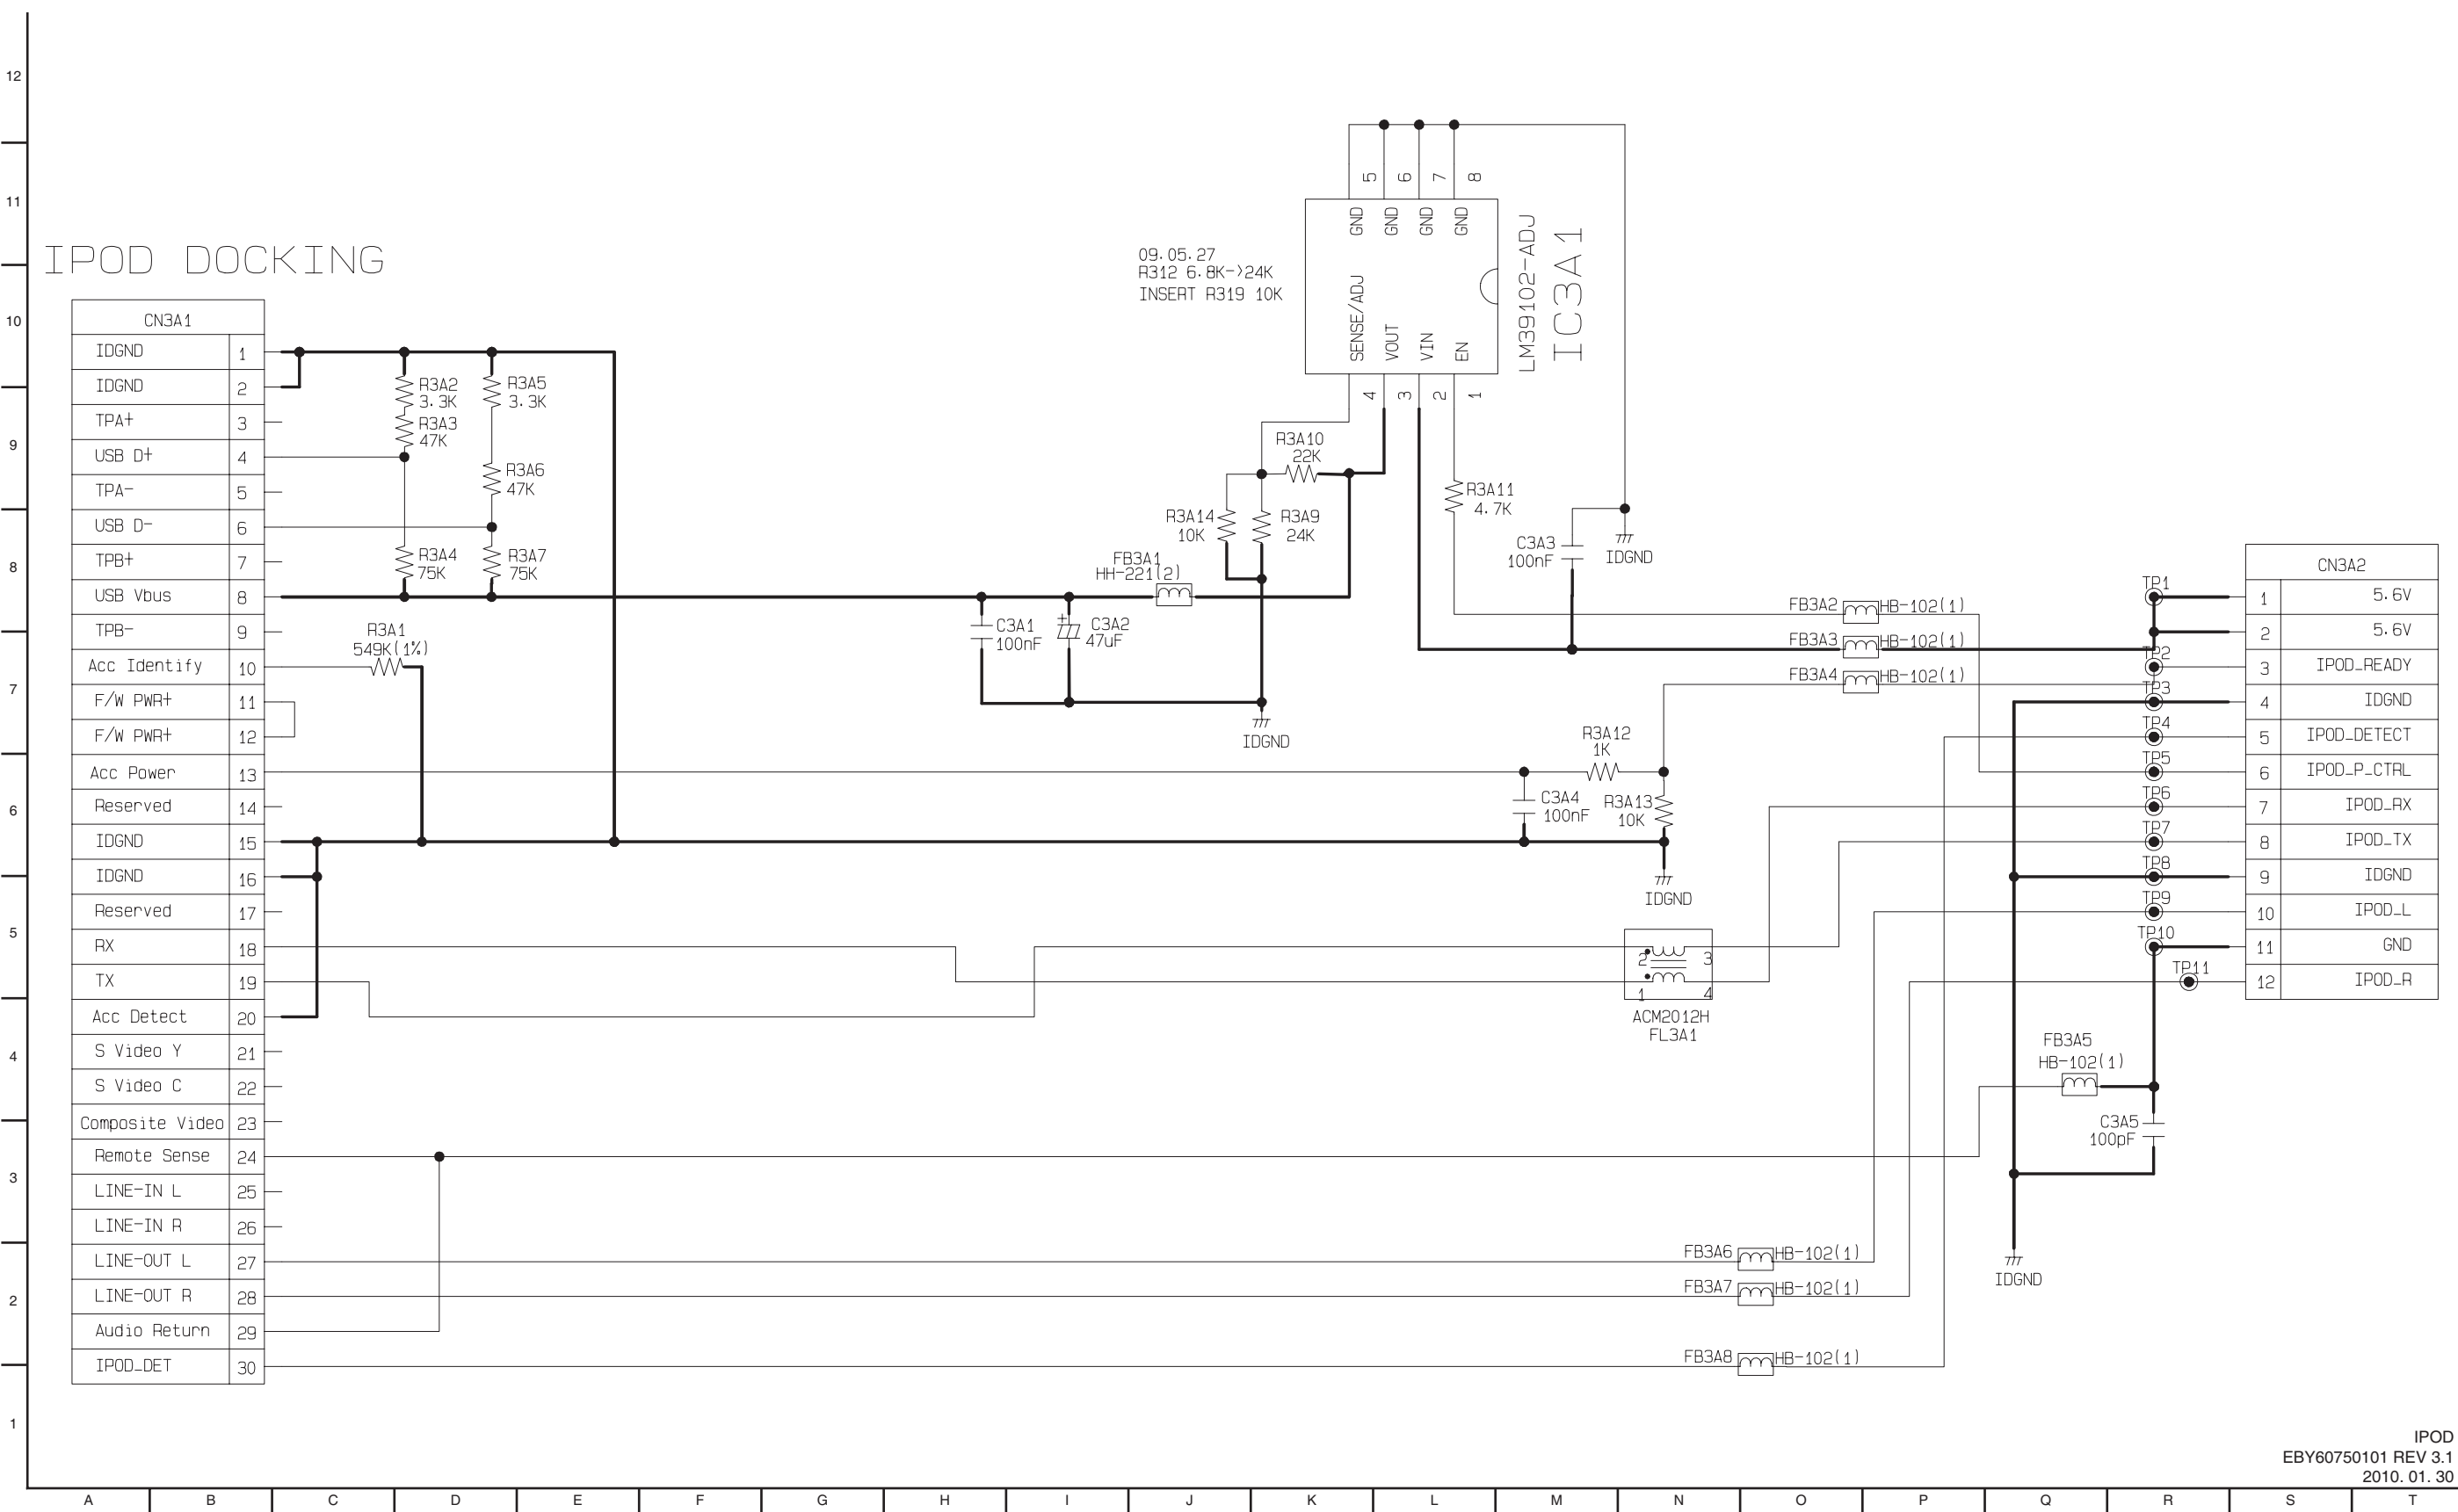 12
11
10
9
8
7
6
5
4
3
2
1
IPOD DOCKING
CN3A1
IDGND 1
IDGND 2
TPA+ 3
USB D+ 4
TPA- 5
USB D- 6
TPB+ 7
USB Vbus 8
TPB- 9
Acc Identify 10
F/W PWR+ 11
F/W PWR+ 12
Acc Power 13
Reserved 14
IDGND 15
IDGND 16
Reserved 17
RX 18
TX 19
Acc Detect 20
S Video Y 21
S Video C 22
Composite Video 23
Remote Sense 24
LINE-IN L 25
LINE-IN R 26
LINE-OUT L 27
LINE-OUT R 28
Audio Return 29
IPOD_DET 30
R3A2
3.3K
R3A3
47K
R3A5
3.3K
R3A6
47K
R3A4
75K
R3A7
75K
R3A1
549K(1%)
C3A1
100nF
+
C3A2
47uF
FB3A1
HH-221(2)
09.05.27
R312 6.8K->24K
INSERT R319 10K
5 6 7 8
GND GND GND GND
SENSE/ADJ VOUT VIN EN
4 3 2 1
LM39102-ADJ
IC3A1
R3A10
22K
R3A14
10K
R3A9
24K
R3A11
4.7K
C3A3
100nF
IDGND
IDGND
FB3A2 HB-102(1)
FB3A3 HB-102(1)
FB3A4 HB-102(1)
R3A12
1K
C3A4
100nF
R3A13
10K
IDGND
2 3
1 4
ACM2012H
FL3A1
TP1
TP2
TP3
TP4
TP5
TP6
TP7
TP8
TP9
TP10
TP11
CN3A2
1 5.6V
2 5.6V
3 IPOD_READY
4 IDGND
5 IPOD_DETECT
6 IPOD_P_CTRL
7 IPOD_RX
8 IPOD_TX
9 IDGND
10 IPOD_L
11 GND
12 IPOD_R
FB3A5
HB-102(1)
C3A5
100pF
IDGND
FB3A6 HB-102(1)
FB3A7 HB-102(1)
FB3A8 HB-102(1)
IPOD
EBY60750101 REV 3.1
2010. 01. 30
A B C D E F G H I J K L M N O P Q R S T